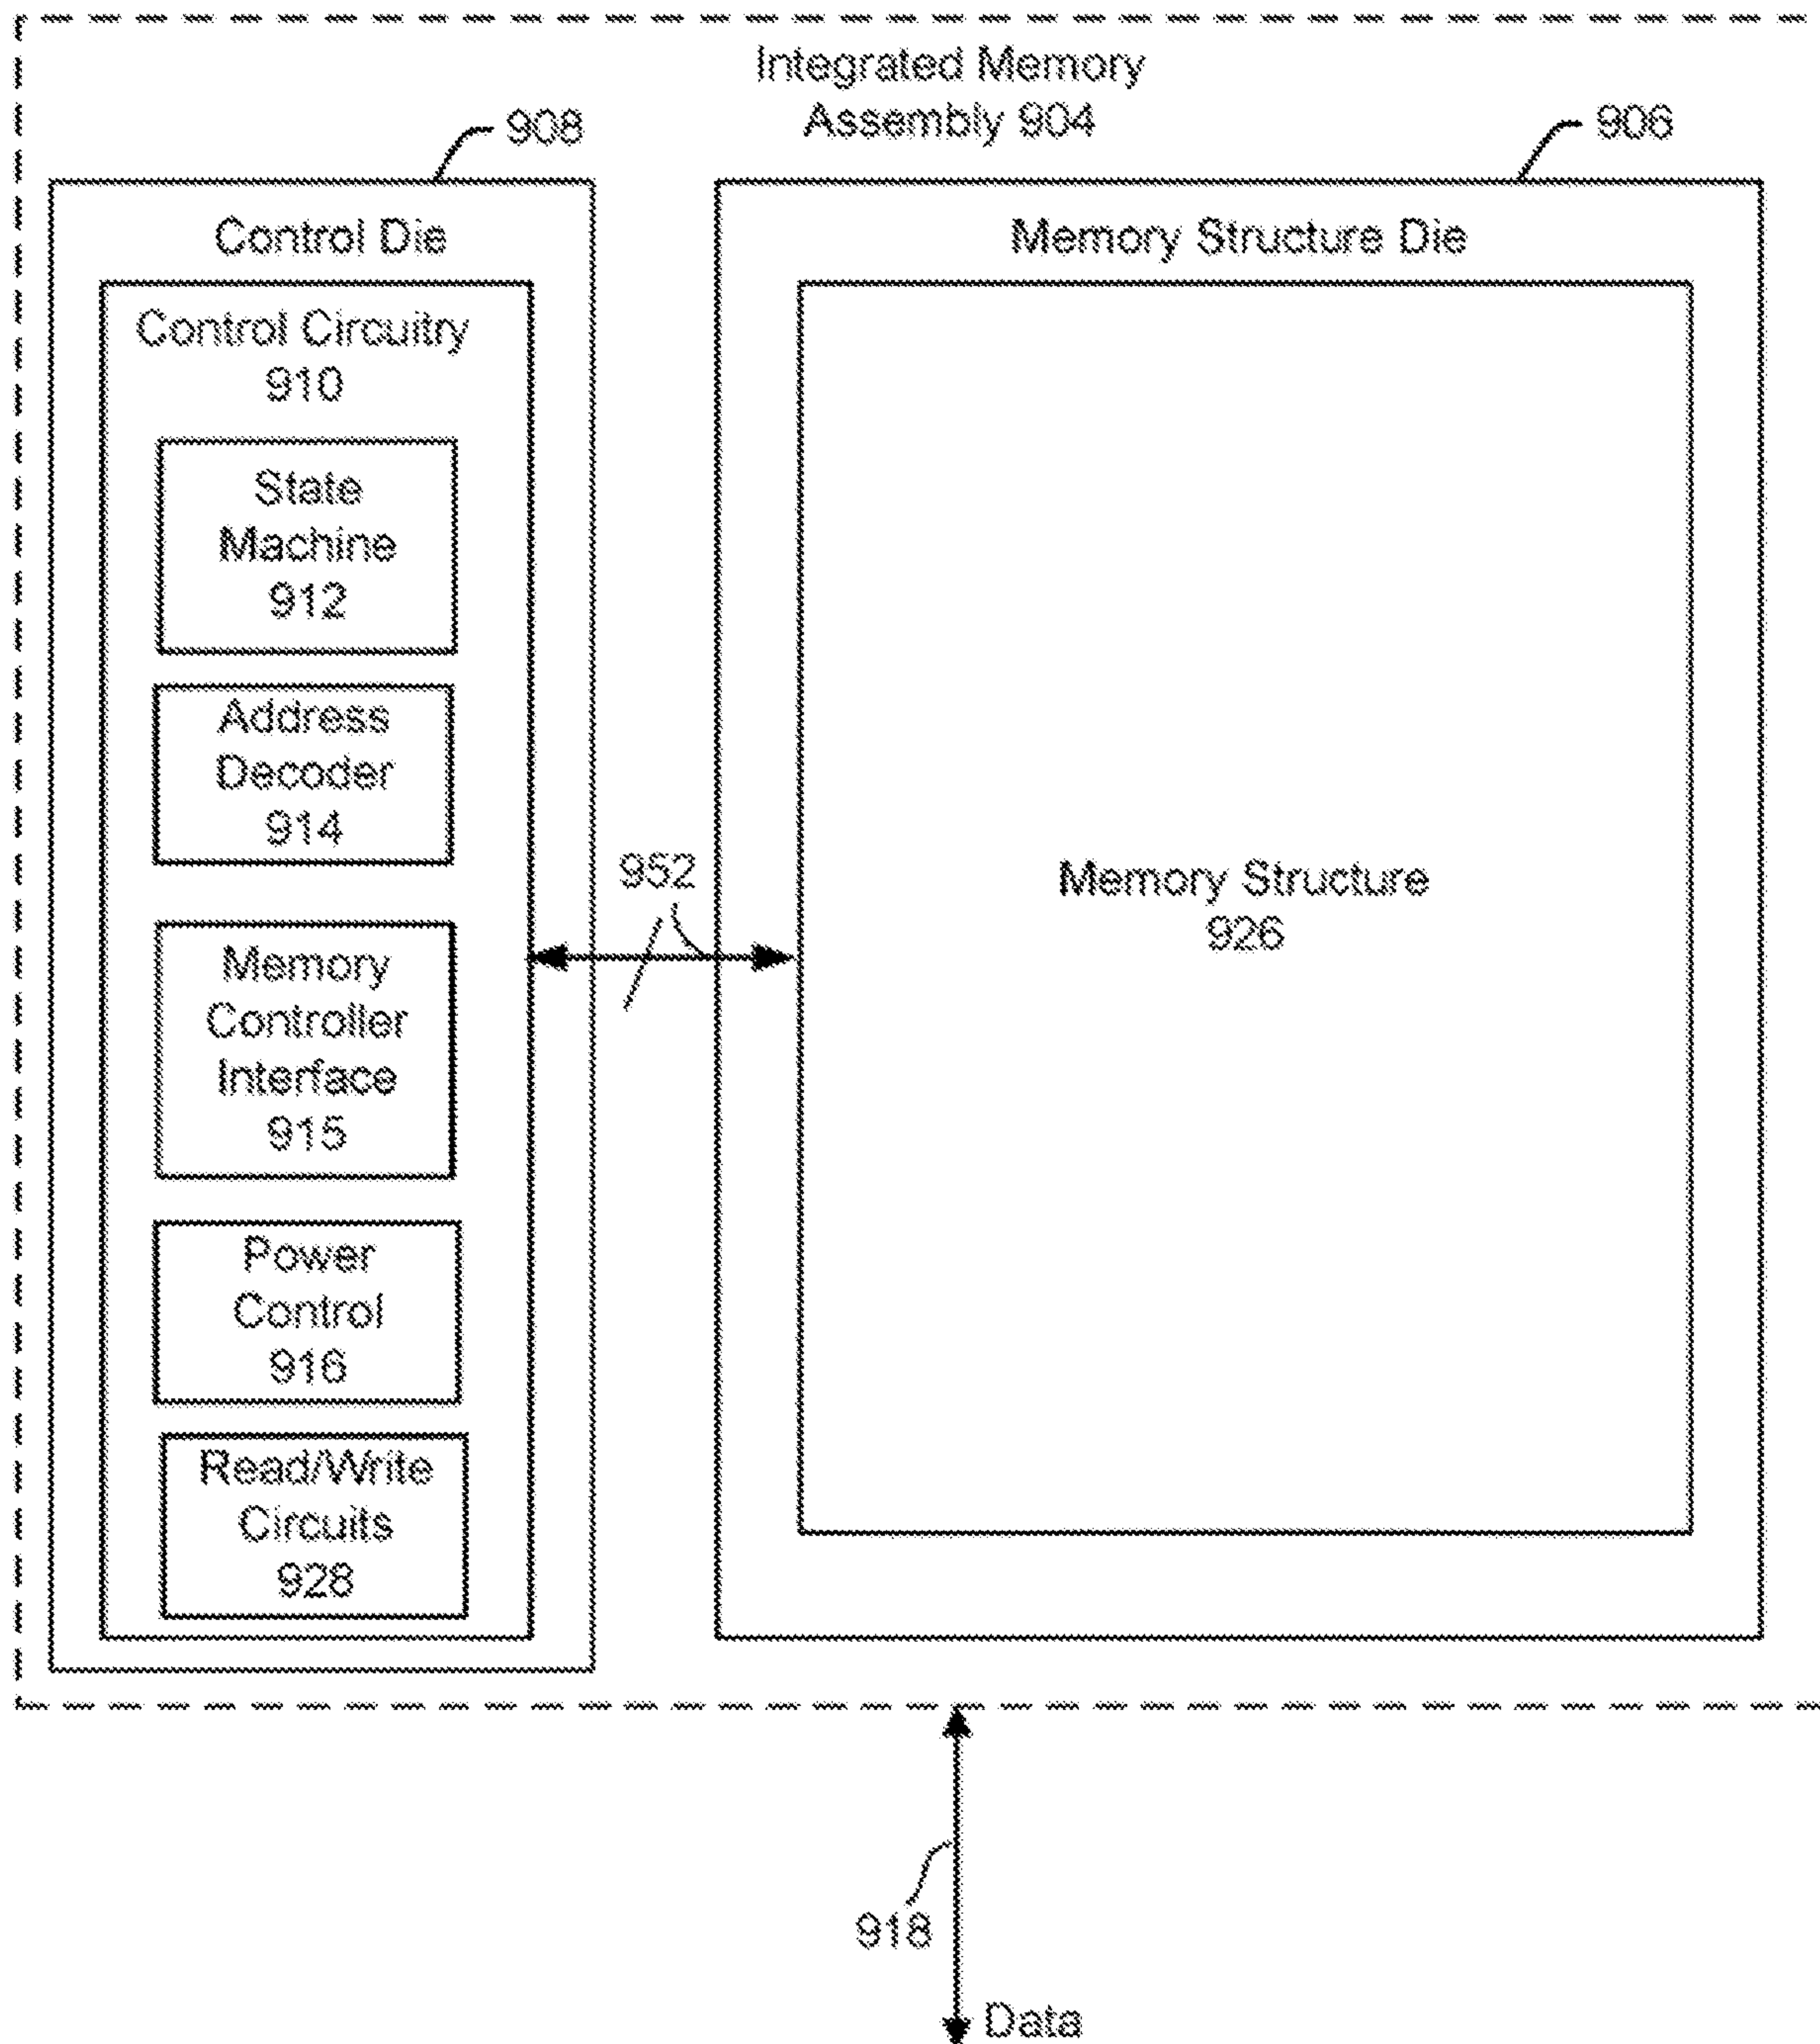 Integrated Memory
Assembly 904
908
906
Control Die
Memory Structure Die
Control Circuitry
910
State
Machine
912
Address
Decoder
914
952
Memory Structure
926
Memory
Controller
Interface
915
Power
Control
916
Read/Write
Circuits
928
918
Data